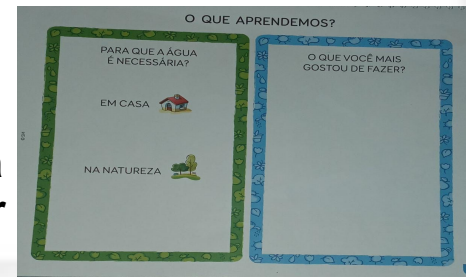 O QUE APRENDEMOS?
PARA QUE A ÁGUA
É NECESSÁRIA?
EM CASA
NA NATUREZA
O QUE VOCÊ MAIS
GOSTOU DE FAZER?